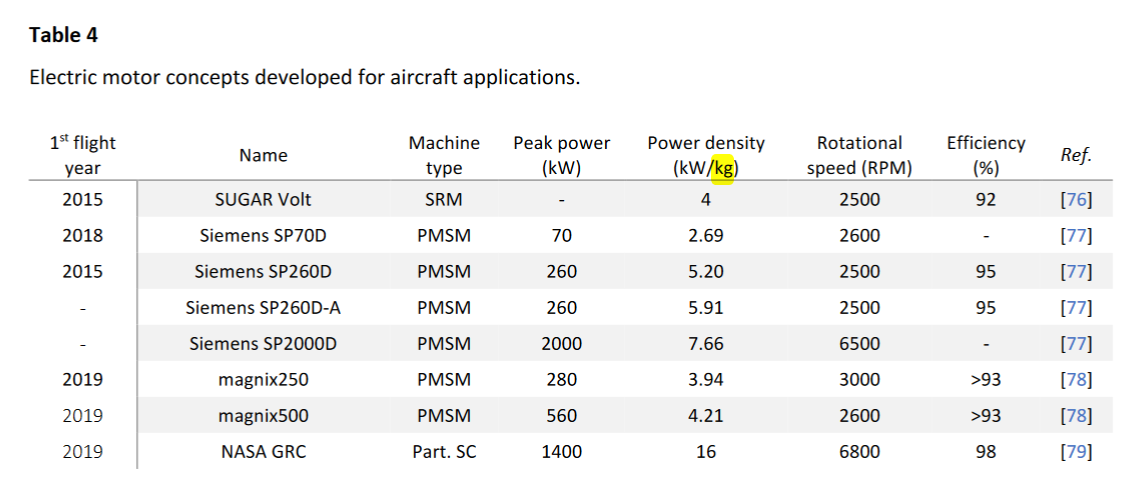 Table 4
Electric motor concepts developed for aircraft applications.
1st flight year Name Machine type Peak power (kW) Power density (kW/kg) Rotational speed (RPM) Efficiency (%) Ref.
2015 SUGAR Volt SRM - 4 2500 92 [76]
2018 Siemens SP70D PMSM 70 2.69 2600 - [77]
2015 Siemens SP260D PMSM 260 5.20 2500 95 [77]
- Siemens SP260D-A PMSM 260 5.91 2500 95 [77]
- Siemens SP2000D PMSM 2000 7.66 6500 - [77]
2019 magnix250 PMSM 280 3.94 3000 >93 [78]
2019 magnix500 PMSM 560 4.21 2600 >93 [78]
2019 NASA GRC Part. SC 1400 16 6800 98 [79]